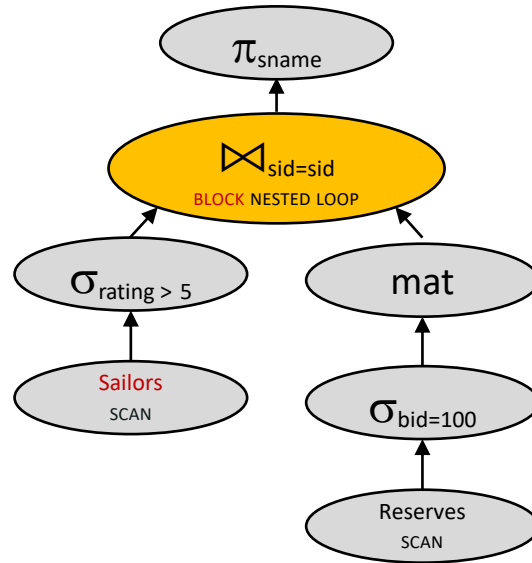 πsname
⋈sid=sid
BLOCK NESTED LOOP
σrating > 5
mat
Sailors
SCAN
σbid=100
Reserves
SCAN